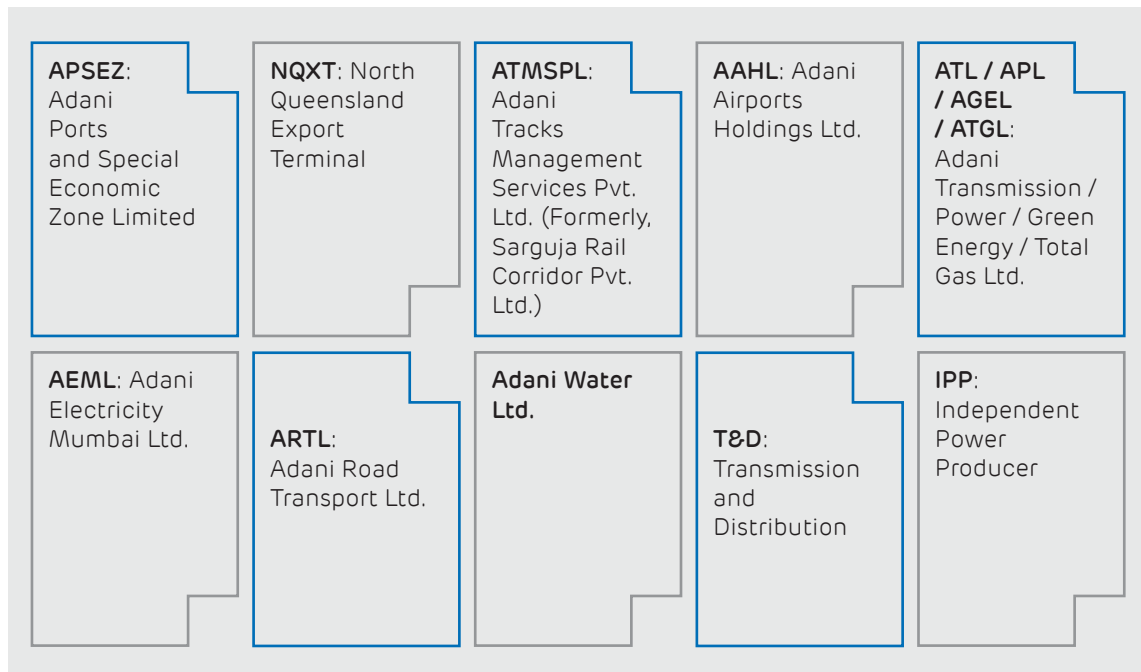 APSEZ:
Adani
Ports
and Special
Economic
Zone Limited
NQXT: North
Queensland
Export
Terminal
ATMSPL:
Adani
Tracks
Management
Services Pvt.
Ltd. (Formerly,
Sarguja Rail
Corridor Pvt.
Ltd.)
AAHL: Adani
Airports
Holdings Ltd.
ATL / APL
/ AGEL
/ ATGL:
Adani
Transmission /
Power / Green
Energy / Total
Gas Ltd.
AEML: Adani
Electricity
Mumbai Ltd.
ARTL:
Adani Road
Transport Ltd.
Adani Water
Ltd.
T&D:
Transmission
and
Distribution
IPP:
Independent
Power
Producer